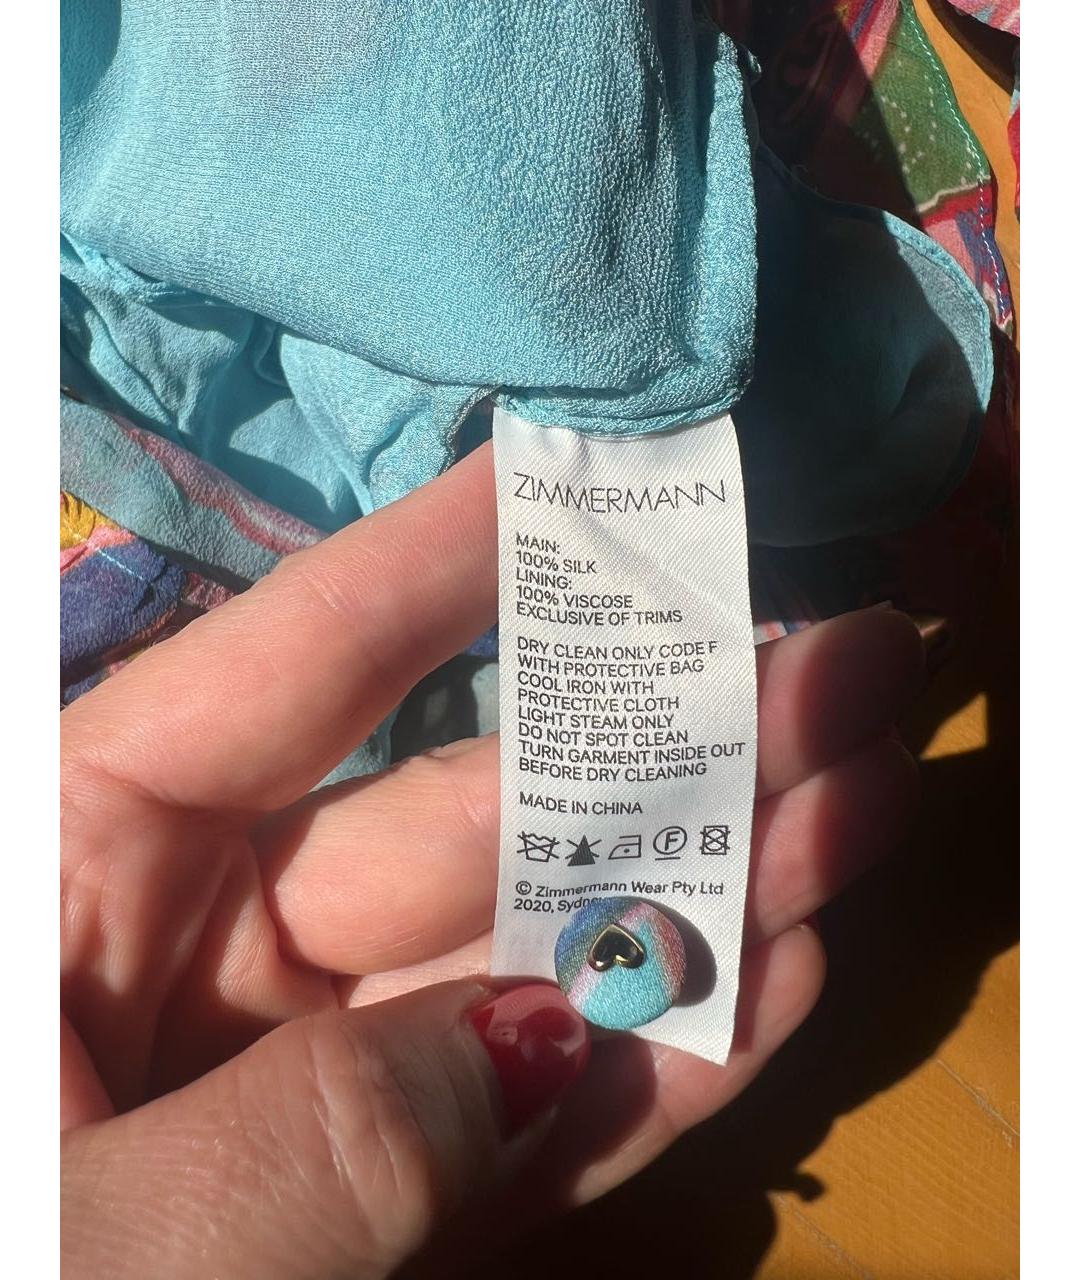 ZIMMERMANN
MAIN:
100% SILK
LINING:
100% VISCOSE
EXCLUSIVE OF TRIMS
DRY CLEAN ONLY CODE F
WITH PROTECTIVE BAG
COOL IRON WITH
PROTECTIVE CLOTH
LIGHT STEAM ONLY
DO NOT SPOT CLEAN
TURN GARMENT INSIDE OUT
BEFORE DRY CLEANING
MADE IN CHINA
F
© Zimmermann Wear Pty Ltd
2020,